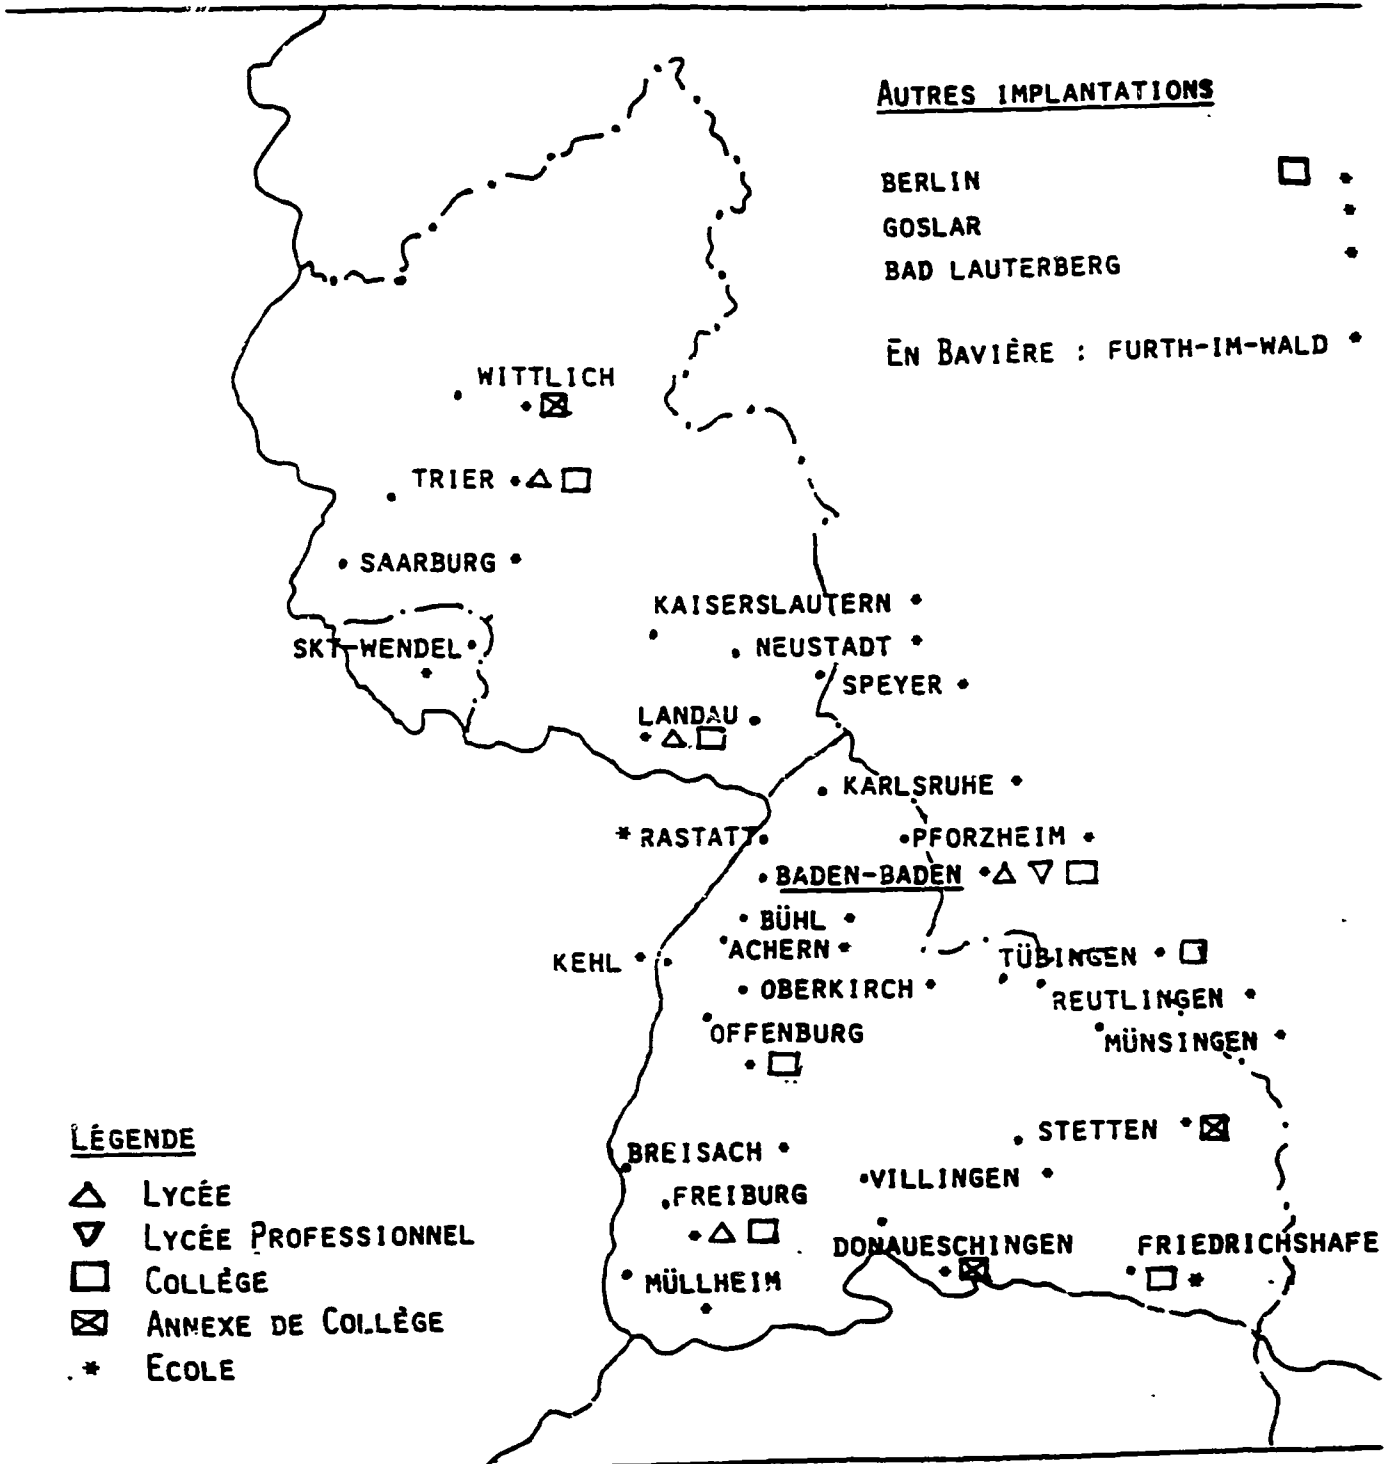 AUTRES IMPLANTATIONS
BERLIN
GOSLAR
BAD LAUTERBERG
EN BAVIÈRE : FURTH-IM-WALD
WITTLICH
TRIER
SAARBURG
KAISERSLAUTERN
SKT-WENDEL
NEUSTADT
SPEYER
LANDAU
KARLSRUHE
RASTATT
PFORZHEIM
BADEN-BADEN
BÜHL
ACHERN
KEHL
TÜBINGEN
OBERKIRCH
REUTLINGEN
OFFENBURG
MÜNSINGEN
STETTEN
BREISACH
VILLINGEN
FREIBURG
DONAUESCHINGEN
FRIEDRICHSHAFE
MÜLLHEIM
LÉGENDE
LYCÉE
LYCÉE PROFESSIONNEL
COLLÈGE
ANNEXE DE COLLÈGE
ECOLE